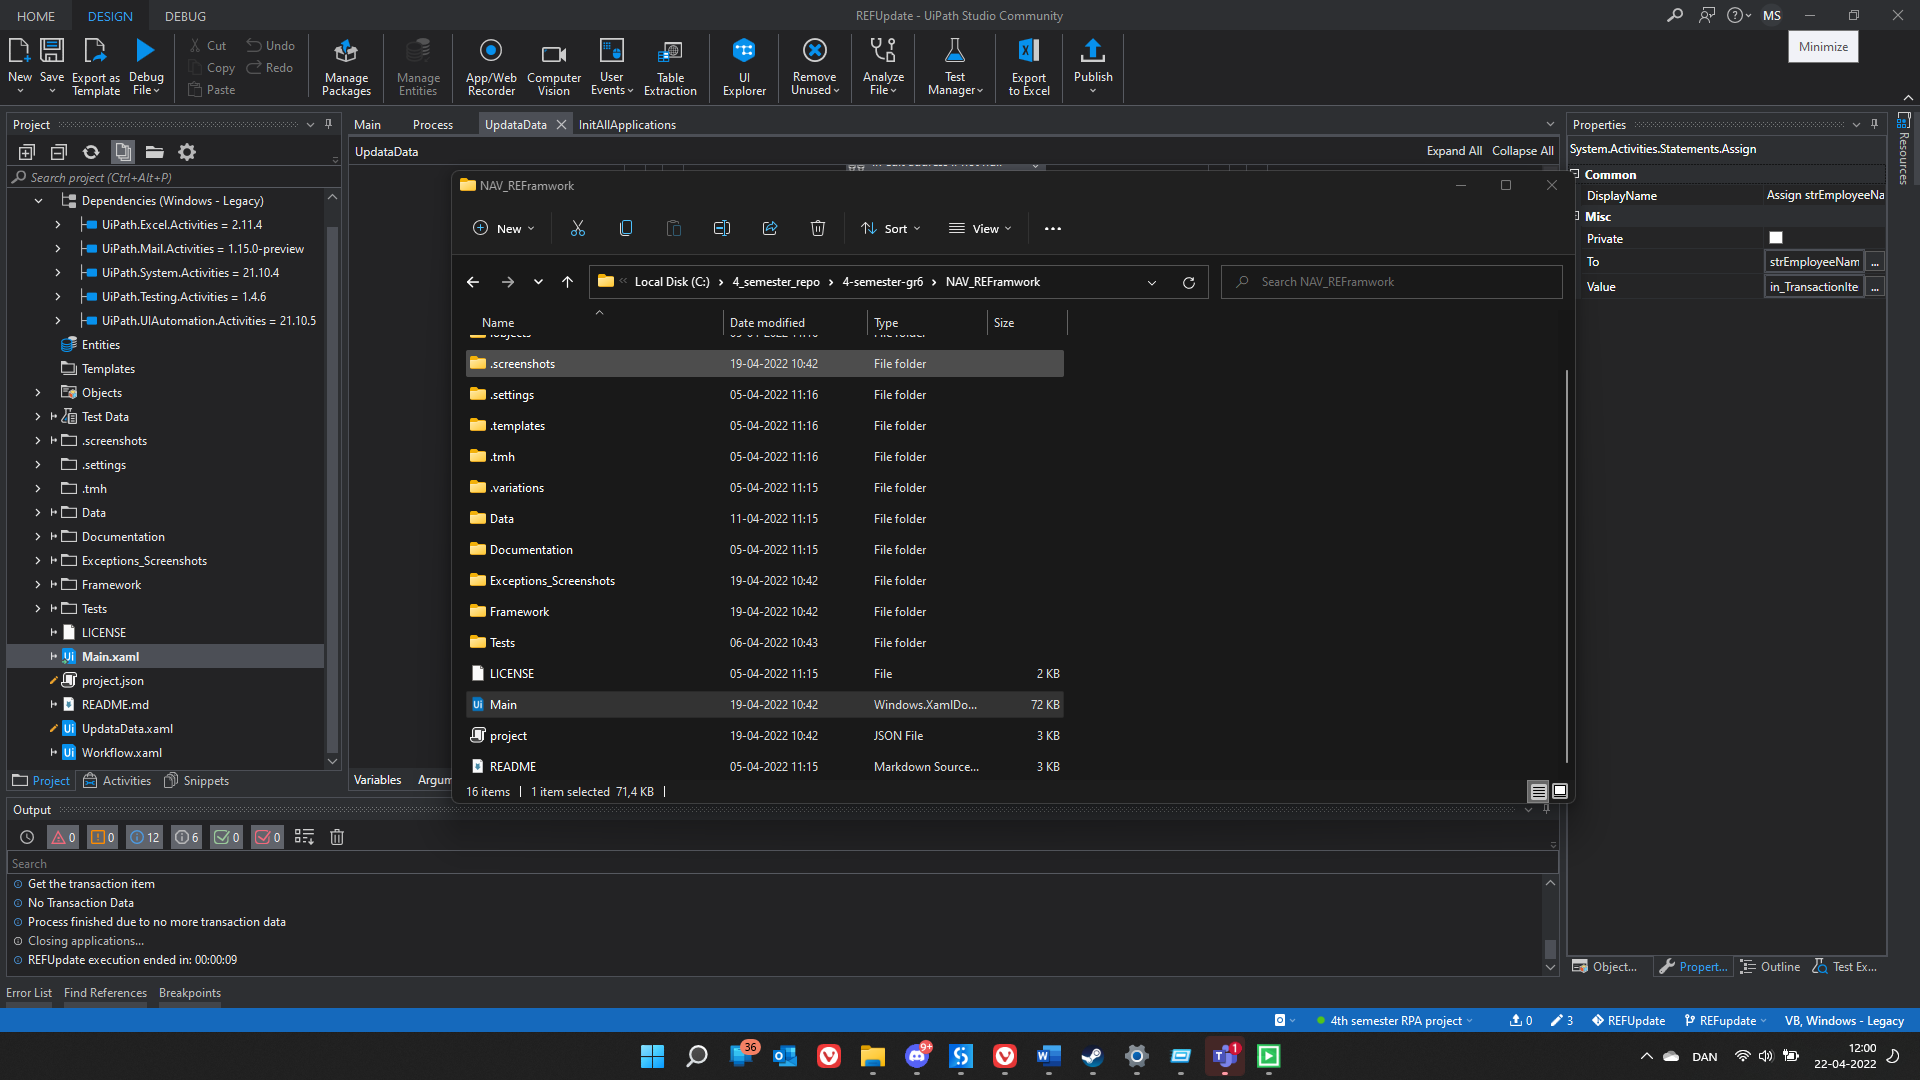 HOME DESIGN DEBUG
REFUpdate - UiPath Studio Community
MS
Minimize
New
Save
Export as Template
Debug File
Cut
Copy
Paste
Undo
Redo
Manage Packages
Manage Entities
App/Web Recorder
Computer Vision
User Events
Table Extraction
UI Explorer
Remove Unused
Analyze File
Test Manager
Export to Excel
Publish
Project
Search project (Ctrl+Alt+P)
Dependencies (Windows - Legacy)
UiPath.Excel.Activities = 2.11.4
UiPath.Mail.Activities = 1.15.0-preview
UiPath.System.Activities = 21.10.4
UiPath.Testing.Activities = 1.4.6
UiPath.UIAutomation.Activities = 21.10.5
Entities
Templates
Objects
Test Data
.screenshots
.settings
.tmh
Data
Documentation
Exceptions_Screenshots
Framework
Tests
LICENSE
Main.xaml
project.json
README.md
UpdataData.xaml
Workflow.xaml
Project Activities Snippets
Main Process UpdataData InitAllApplications
UpdataData
Expand All Collapse All
Variables Argum
NAV_REFramwork
New Sort View
Local Disk (C:) 4_semester_repo 4-semester-gr6 NAV_REFramwork
Search NAV_REFramwork
Name Date modified Type Size
.screenshots 19-04-2022 10:42 File folder
.settings 05-04-2022 11:16 File folder
.templates 05-04-2022 11:16 File folder
.tmh 05-04-2022 11:16 File folder
.variations 05-04-2022 11:15 File folder
Data 11-04-2022 11:15 File folder
Documentation 05-04-2022 11:15 File folder
Exceptions_Screenshots 19-04-2022 10:42 File folder
Framework 19-04-2022 10:42 File folder
Tests 06-04-2022 10:43 File folder
LICENSE 05-04-2022 11:15 File 2 KB
Main 19-04-2022 10:42 Windows.XamlDo... 72 KB
project 19-04-2022 10:42 JSON File 3 KB
README 05-04-2022 11:15 Markdown Source... 3 KB
16 items 1 item selected 71,4 KB
Properties
System.Activities.Statements.Assign
Common
DisplayName Assign strEmployeeNa
Misc
Private
To strEmployeeNam ...
Value in_TransactionIte ...
Resources
Object... Propert... Outline Test Ex...
Output
0 0 12 6 0 0
Search
Get the transaction item
No Transaction Data
Process finished due to no more transaction data
Closing applications...
REFUpdate execution ended in: 00:00:09
Error List Find References Breakpoints
4th semester RPA project 0 3 REFUpdate REFupdate VB, Windows - Legacy
36 9+ 1
DAN
12:00
22-04-2022